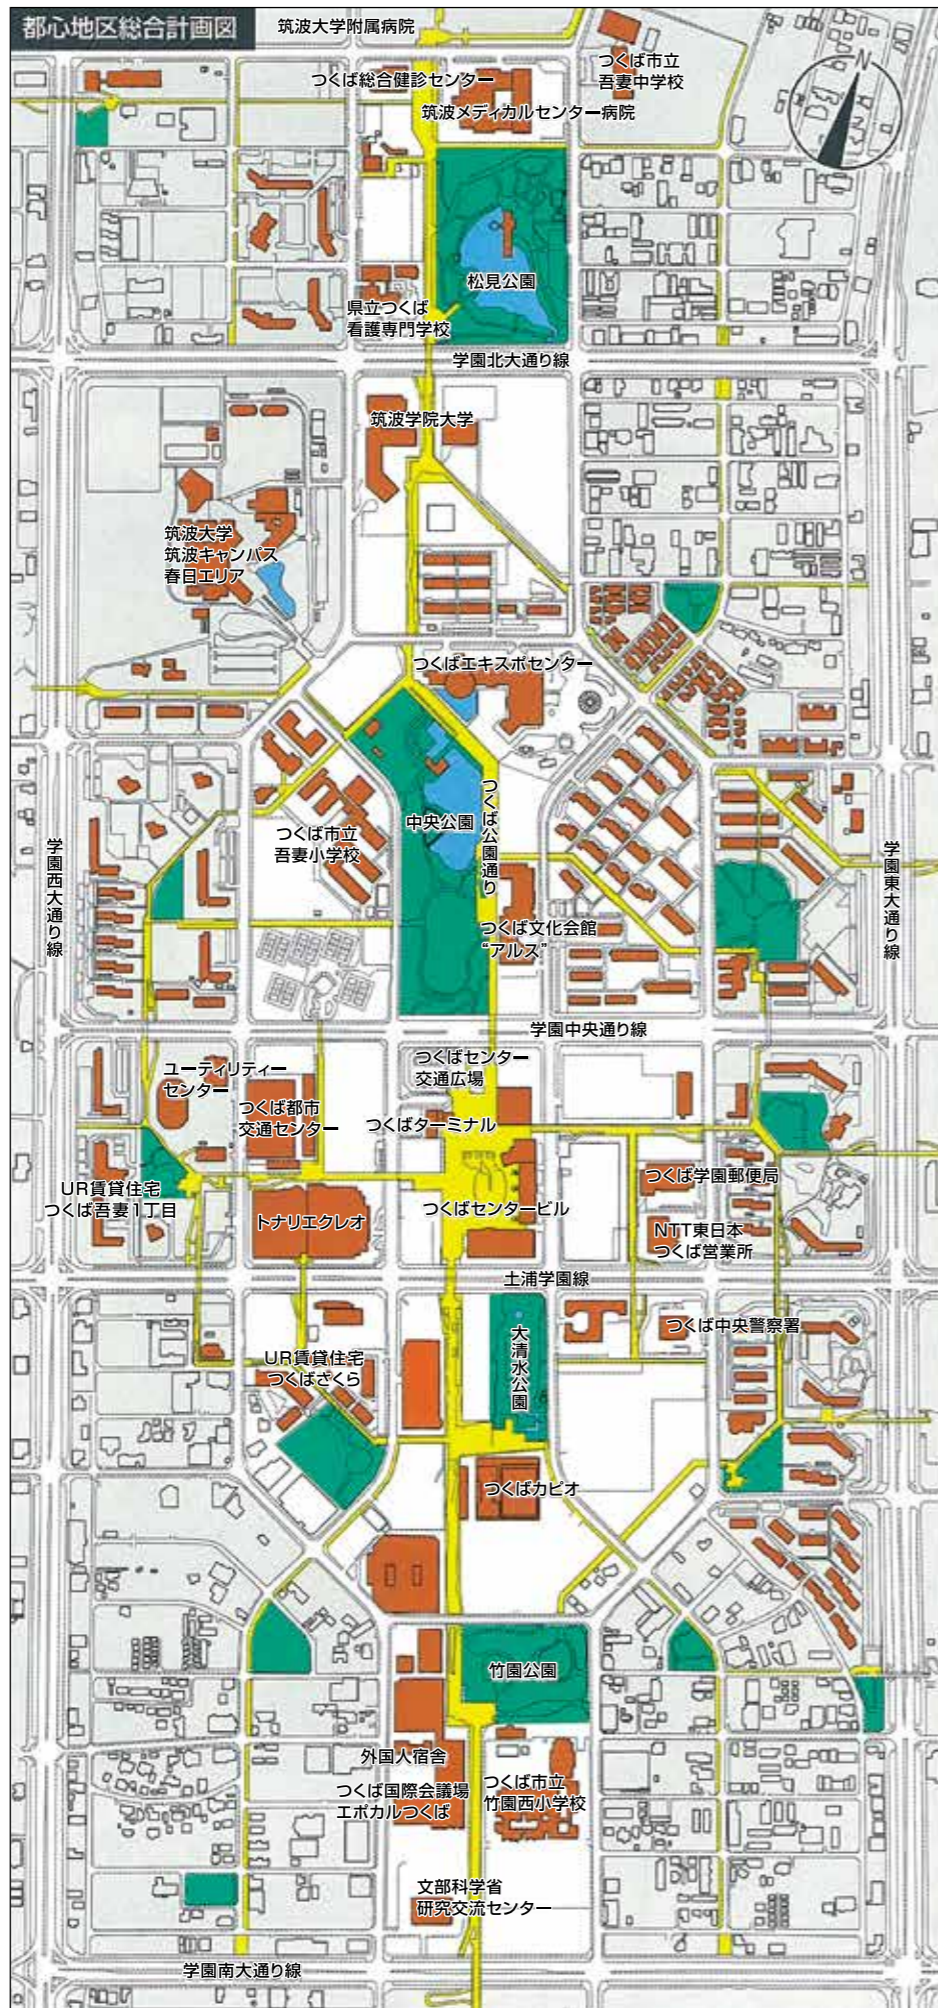 都心地区総合計画図
筑波大学附属病院
つくば総合健診センター
つくば市立
吾妻中学校
筑波メディカルセンター病院
N
松見公園
県立つくば
看護専門学校
学園北大通り線
筑波学院大学
筑波大学
筑波キャンパス
春日エリア
つくばエキスポセンター
つくば公園通り
中央公園
つくば市立
吾妻小学校
学園西大通り線
学園東大通り線
つくば文化会館
“アルス”
学園中央通り線
つくばセンター
交通広場
ユーティリティー
センター
つくば都市
交通センター
つくばターミナル
つくば学園郵便局
UR賃貸住宅
つくば吾妻1丁目
つくばセンタービル
トナリエクレオ
NTT東日本
つくば営業所
土浦学園線
大清水公園
つくば中央警察署
UR賃貸住宅
つくばさくら
つくばカピオ
竹園公園
外国人宿舎
つくば国際会議場
エポカルつくば
つくば市立
竹園西小学校
文部科学省
研究交流センター
学園南大通り線